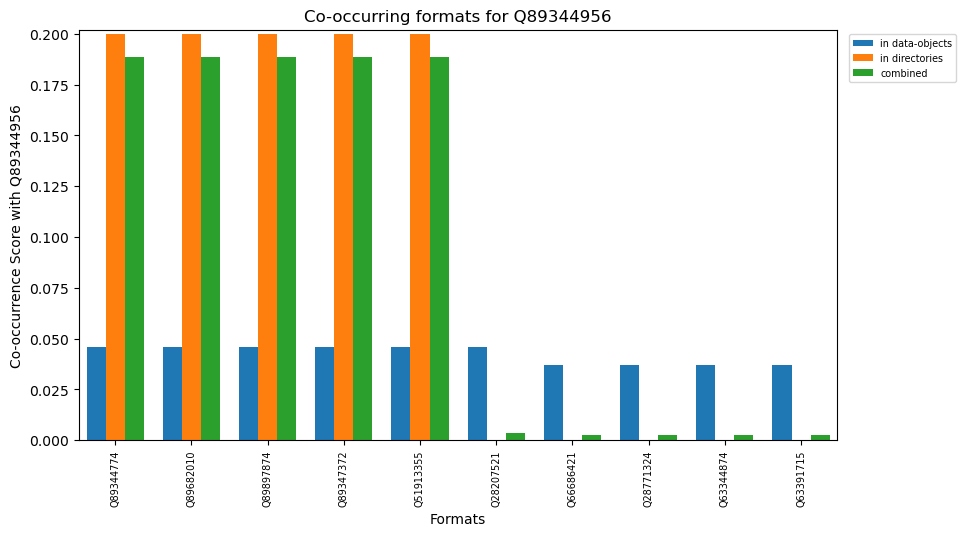 Co-occurring formats for Q89344956
in data-objects
in directories
combined
Co-occurrence Score with Q89344956
0.200
0.175
0.150
0.125
0.100
0.075
0.050
0.025
0.000
Q89344774
Q89682010
Q89897874
Q89347372
Q51913355
Q28207521
Q66686421
Q28771324
Q63344874
Q63391715
Formats